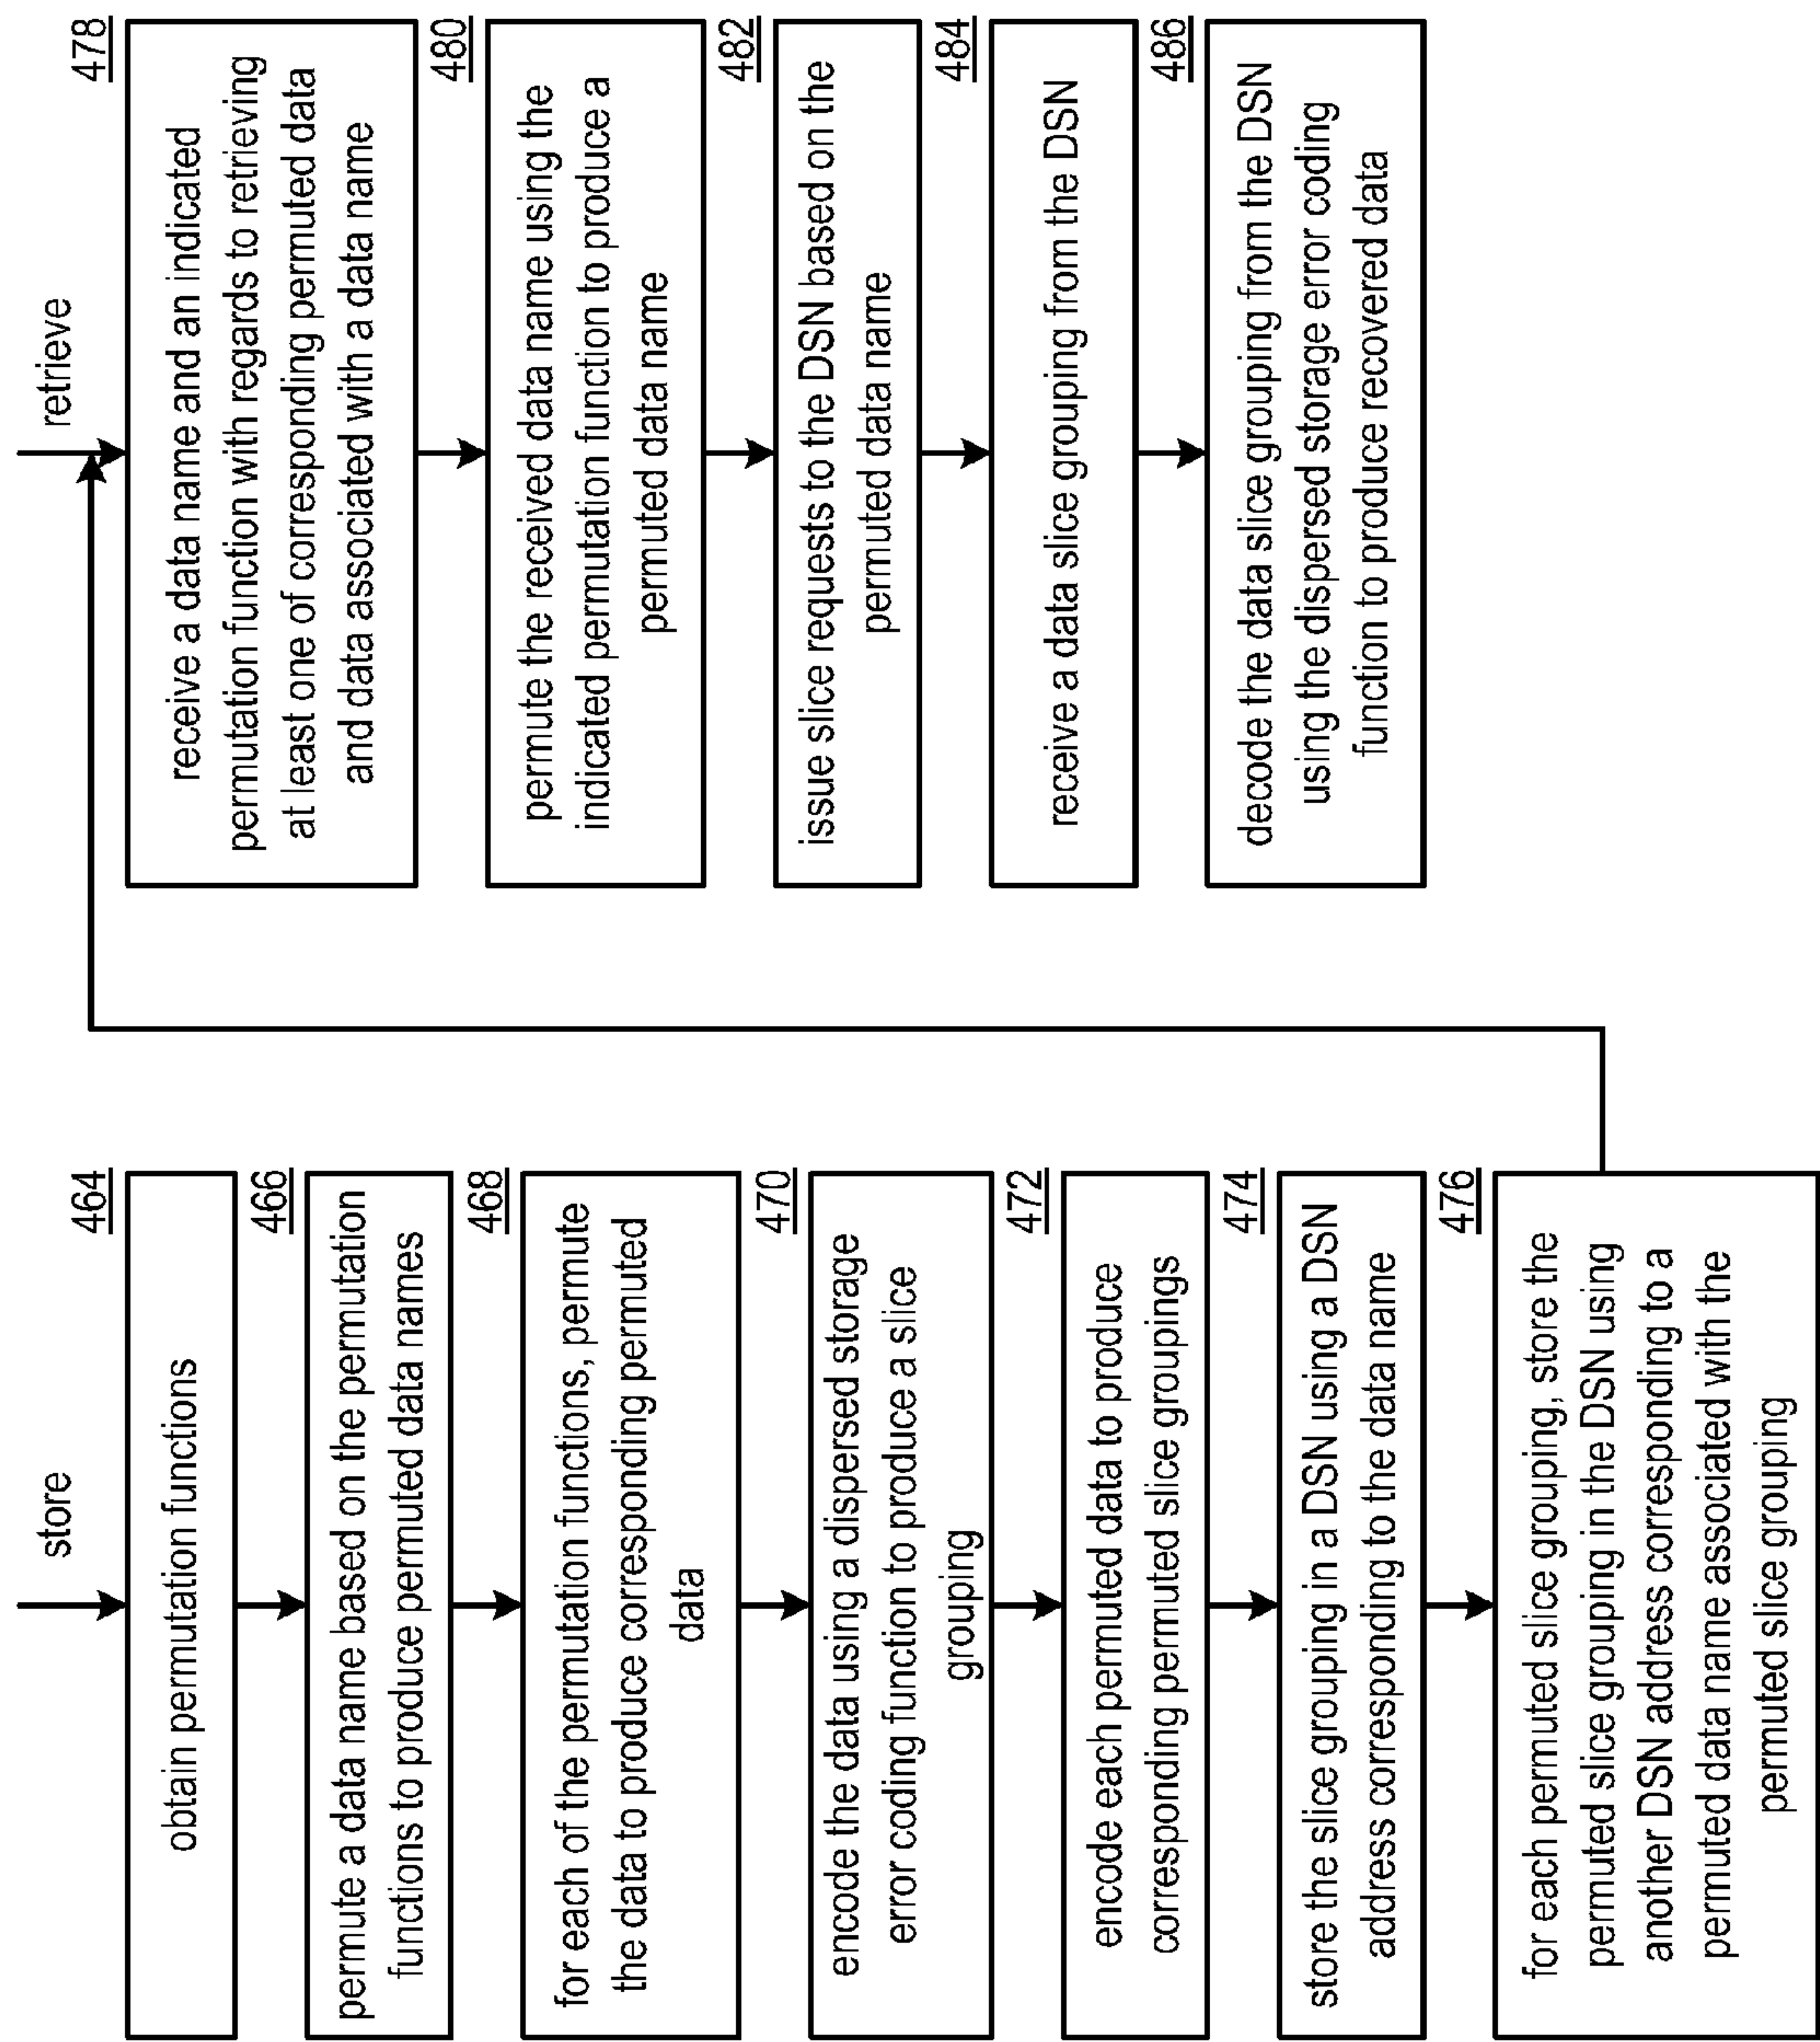 store
464
obtain permutation functions
466
permute a data name based on the permutation
functions to produce permuted data names
468
for each of the permutation functions, permute
the data to produce corresponding permuted
data
470
encode the data using a dispersed storage
error coding function to produce a slice
grouping
472
encode each permuted data to produce
corresponding permuted slice groupings
474
store the slice grouping in a DSN using a DSN
address corresponding to the data name
476
for each permuted slice grouping, store the
permuted slice grouping in the DSN using
another DSN address corresponding to a
permuted data name associated with the
permuted slice grouping
retrieve
478
receive a data name and an indicated
permutation function with regards to retrieving
at least one of corresponding permuted data
and data associated with a data name
480
permute the received data name using the
indicated permutation function to produce a
permuted data name
482
issue slice requests to the DSN based on the
permuted data name
484
receive a data slice grouping from the DSN
486
decode the data slice grouping from the DSN
using the dispersed storage error coding
function to produce recovered data